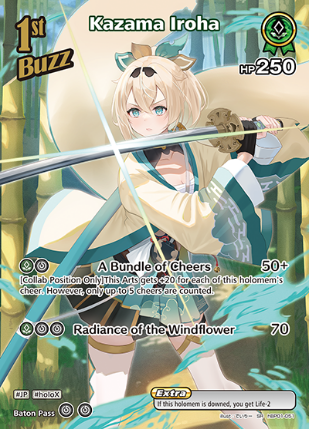 Kazama Iroha
1st
Buzz
HP250
A Bundle of Cheers 50+
[Collab Position Only]This Arts gets +20 for each of this holomem's
cheer. However, only up to 5 cheers are counted.
Radiance of the Windflower 70
#JP #holoX
Extra
If this holomem is downed, you get Life-2
Baton Pass